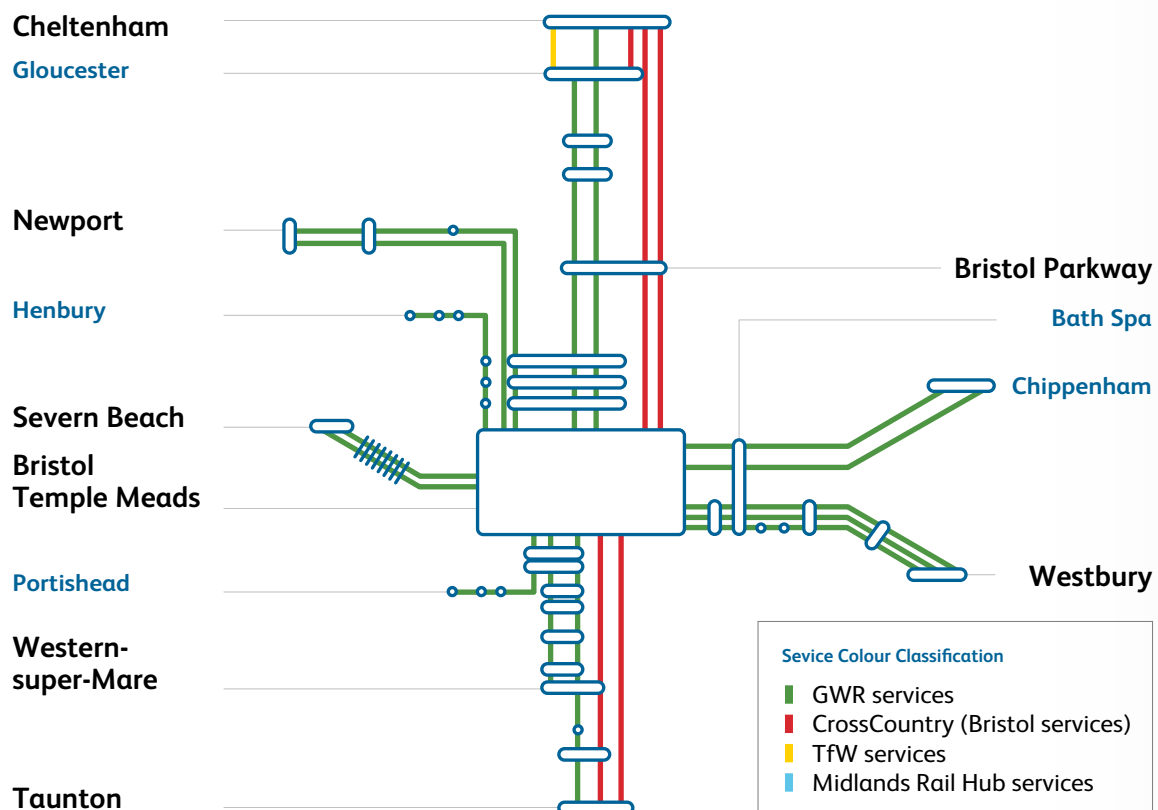 Cheltenham
Gloucester
Newport
Bristol Parkway
Henbury
Bath Spa
Chippenham
Severn Beach
Bristol
Temple Meads
Portishead
Westbury
Western-
super-Mare
Taunton
Sevice Colour Classification
GWR services
CrossCountry (Bristol services)
TfW services
Midlands Rail Hub services